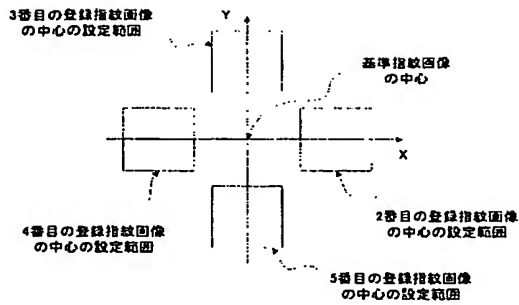 3番目の登録指紋画像
の中心の設定範囲
Y
基準指紋画像
の中心
X
4番目の登録指紋画像
の中心の設定範囲
2番目の登録指紋画像
の中心の設定範囲
5番目の登録指紋画像
の中心の設定範囲